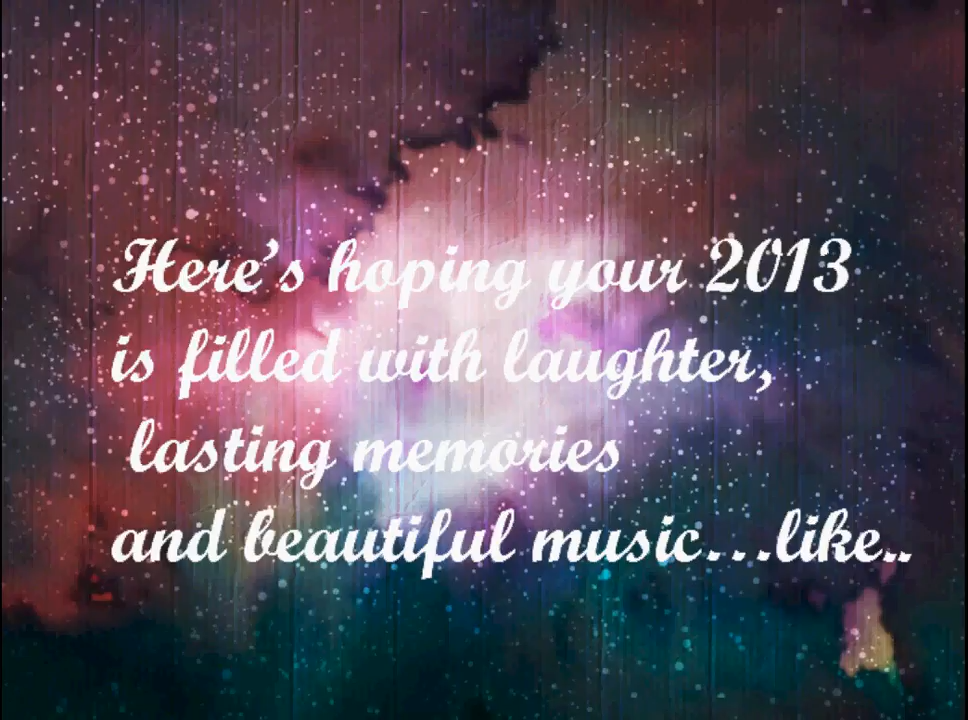 Here's hoping your 2013
is filled with laughter,
lasting memories
and beautiful music...like..